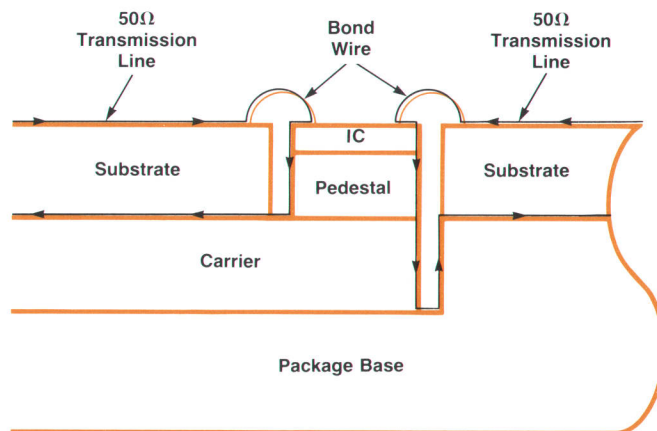 50Ω
Transmission
Line
Bond
Wire
50Ω
Transmission
Line
IC
Substrate
Pedestal
Substrate
Carrier
Package Base